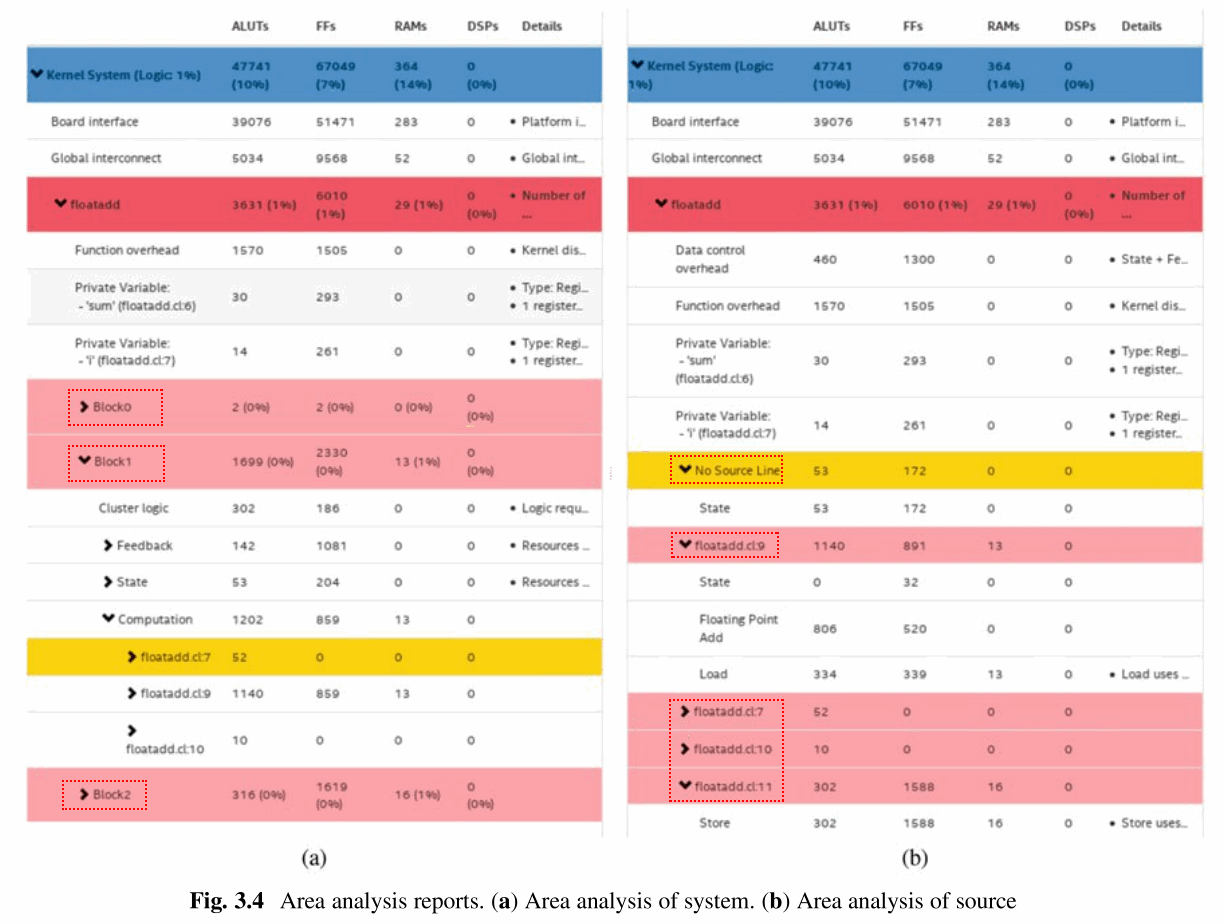 ALUTs FFs RAMs DSPs Details
Kernel System (Logic: 1%) 47741 (10%) 67049 (7%) 364 (14%) 0 (0%)
Board interface 39076 51471 283 0 • Platform i...
Global interconnect 5034 9568 52 0 • Global int...
floatadd 3631 (1%) 6010 (1%) 29 (1%) 0 (0%) • Number of ...
Function overhead 1570 1505 0 0 • Kernel dis...
Private Variable: - 'sum' (floatadd.cl:6) 30 293 0 0 • Type: Regi... • 1 register...
Private Variable: - 'i' (floatadd.cl:7) 14 261 0 0 • Type: Regi... • 1 register...
Block0 2 (0%) 2 (0%) 0 (0%) 0 (0%)
Block1 1699 (0%) 2330 (0%) 13 (1%) 0 (0%)
Cluster logic 302 186 0 0 • Logic requ...
Feedback 142 1081 0 0 • Resources ...
State 53 204 0 0 • Resources ...
Computation 1202 859 13 0
floatadd.cl:7 52 0 0 0
floatadd.cl:9 1140 859 13 0
floatadd.cl:10 10 0 0 0
Block2 316 (0%) 1619 (0%) 16 (1%) 0 (0%)
(a)
ALUTs FFs RAMs DSPs Details
Kernel System (Logic: 1%) 47741 (10%) 67049 (7%) 364 (14%) 0 (0%)
Board interface 39076 51471 283 0 • Platform i...
Global interconnect 5034 9568 52 0 • Global int...
floatadd 3631 (1%) 6010 (1%) 29 (1%) 0 (0%) • Number of ...
Data control overhead 460 1300 0 0 • State + Fe...
Function overhead 1570 1505 0 0 • Kernel dis...
Private Variable: - 'sum' (floatadd.cl:6) 30 293 0 0 • Type: Regi... • 1 register...
Private Variable: - 'i' (floatadd.cl:7) 14 261 0 0 • Type: Regi... • 1 register...
No Source Line 53 172 0 0
State 53 172 0 0
floatadd.cl:9 1140 891 13 0
State 0 32 0 0
Floating Point Add 806 520 0 0
Load 334 339 13 0 • Load uses ...
floatadd.cl:7 52 0 0 0
floatadd.cl:10 10 0 0 0
floatadd.cl:11 302 1588 16 0
Store 302 1588 16 0 • Store uses...
(b)
Fig. 3.4 Area analysis reports. (a) Area analysis of system. (b) Area analysis of source